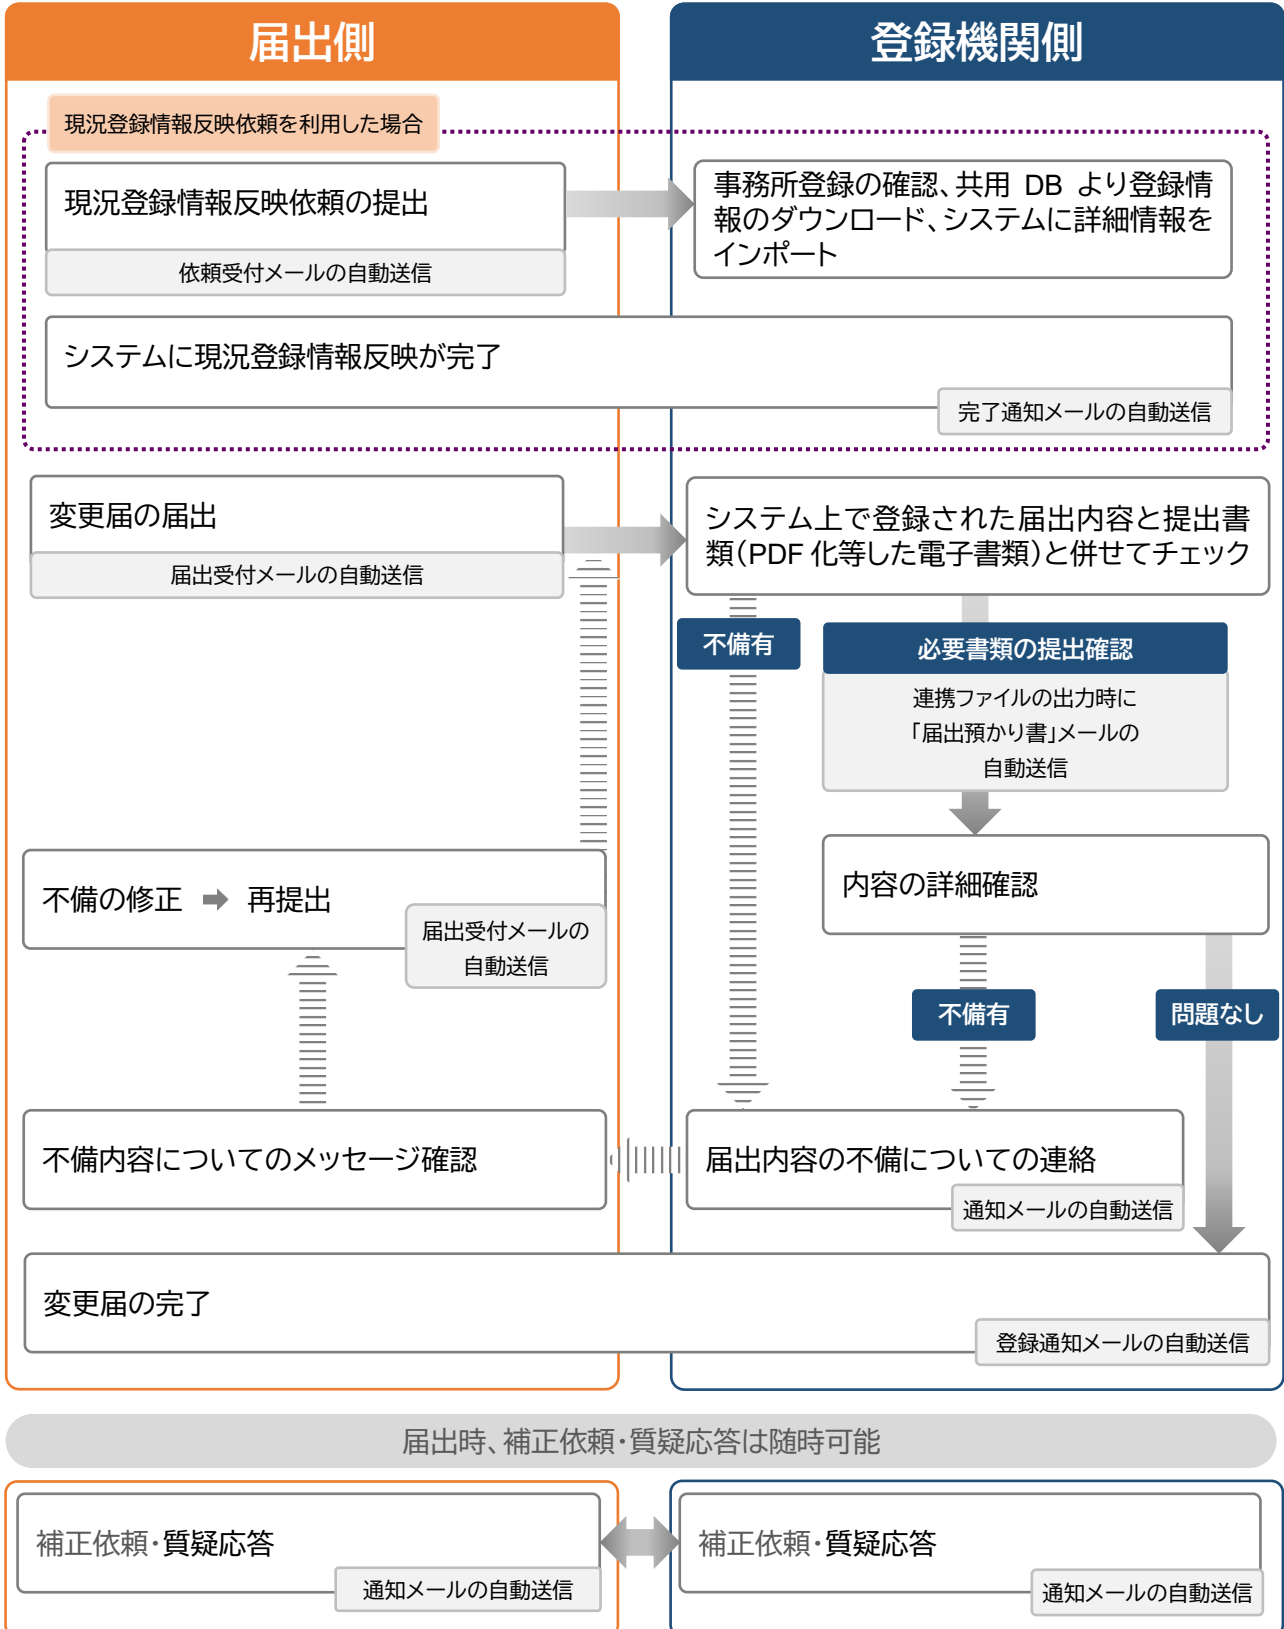 届出側
登録機関側
現況登録情報反映依頼を利用した場合
現況登録情報反映依頼の提出
依頼受付メールの自動送信
事務所登録の確認、共用 DB より登録情
報のダウンロード、システムに詳細情報を
インポート
システムに現況登録情報反映が完了
完了通知メールの自動送信
変更届の届出
届出受付メールの自動送信
システム上で登録された届出内容と提出書
類（PDF 化等した電子書類）と併せてチェック
不備有
必要書類の提出確認
連携ファイルの出力時に
「届出預かり書」メールの
自動送信
不備の修正 ➡ 再提出
届出受付メールの
自動送信
内容の詳細確認
不備有
問題なし
不備内容についてのメッセージ確認
届出内容の不備についての連絡
通知メールの自動送信
変更届の完了
登録通知メールの自動送信
届出時、補正依頼・質疑応答は随時可能
補正依頼・質疑応答
通知メールの自動送信
補正依頼・質疑応答
通知メールの自動送信